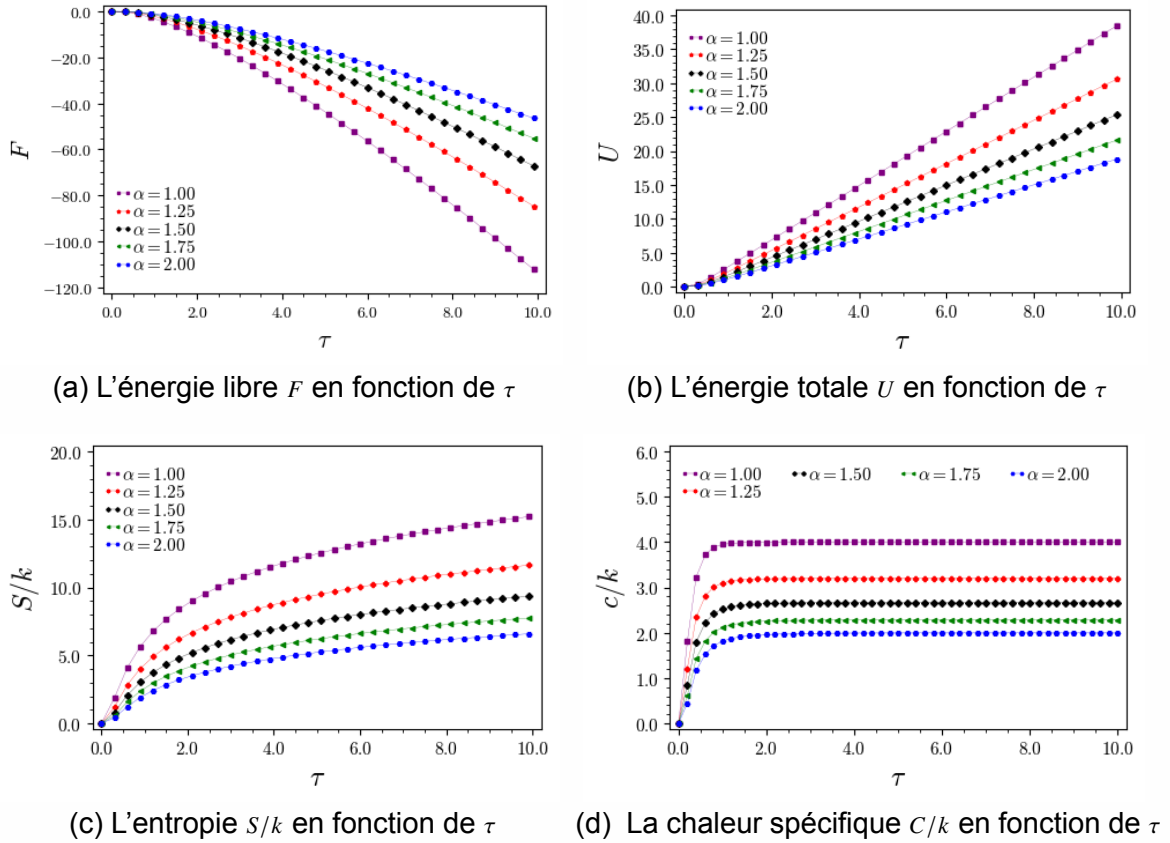 0.0
−20.0
−40.0
−60.0
−80.0
−100.0
−120.0
F
α = 1.00
α = 1.25
α = 1.50
α = 1.75
α = 2.00
0.0 2.0 4.0 6.0 8.0 10.0
τ
(a) L'énergie libre F en fonction de τ
40.0
35.0
30.0
25.0
20.0
15.0
10.0
5.0
0.0
U
α = 1.00
α = 1.25
α = 1.50
α = 1.75
α = 2.00
0.0 2.0 4.0 6.0 8.0 10.0
τ
(b) L'énergie totale U en fonction de τ
20.0
15.0
10.0
5.0
0.0
S/k
α = 1.00
α = 1.25
α = 1.50
α = 1.75
α = 2.00
0.0 2.0 4.0 6.0 8.0 10.0
τ
(c) L'entropie S/k en fonction de τ
6.0
5.0
4.0
3.0
2.0
1.0
0.0
c/k
α = 1.00 α = 1.50 α = 1.75 α = 2.00
α = 1.25
0.0 2.0 4.0 6.0 8.0 10.0
τ
(d) La chaleur spécifique C/k en fonction de τ